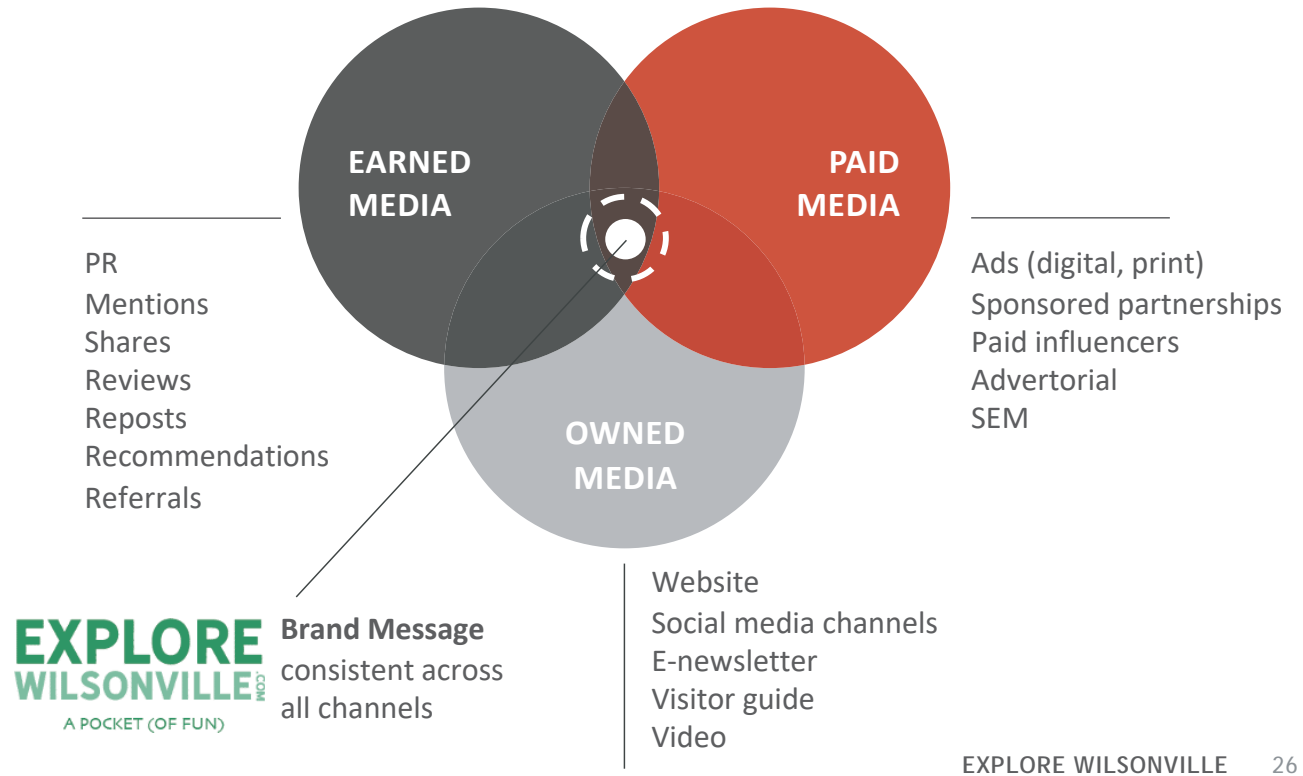 EARNED
MEDIA
PAID
MEDIA
OWNED
MEDIA
PR
Mentions
Shares
Reviews
Reposts
Recommendations
Referrals
Ads (digital, print)
Sponsored partnerships
Paid influencers
Advertorial
SEM
EXPLORE
WILSONVILLE.COM
A POCKET (OF FUN)
Brand Message
consistent across
all channels
Website
Social media channels
E-newsletter
Visitor guide
Video
EXPLORE WILSONVILLE 26